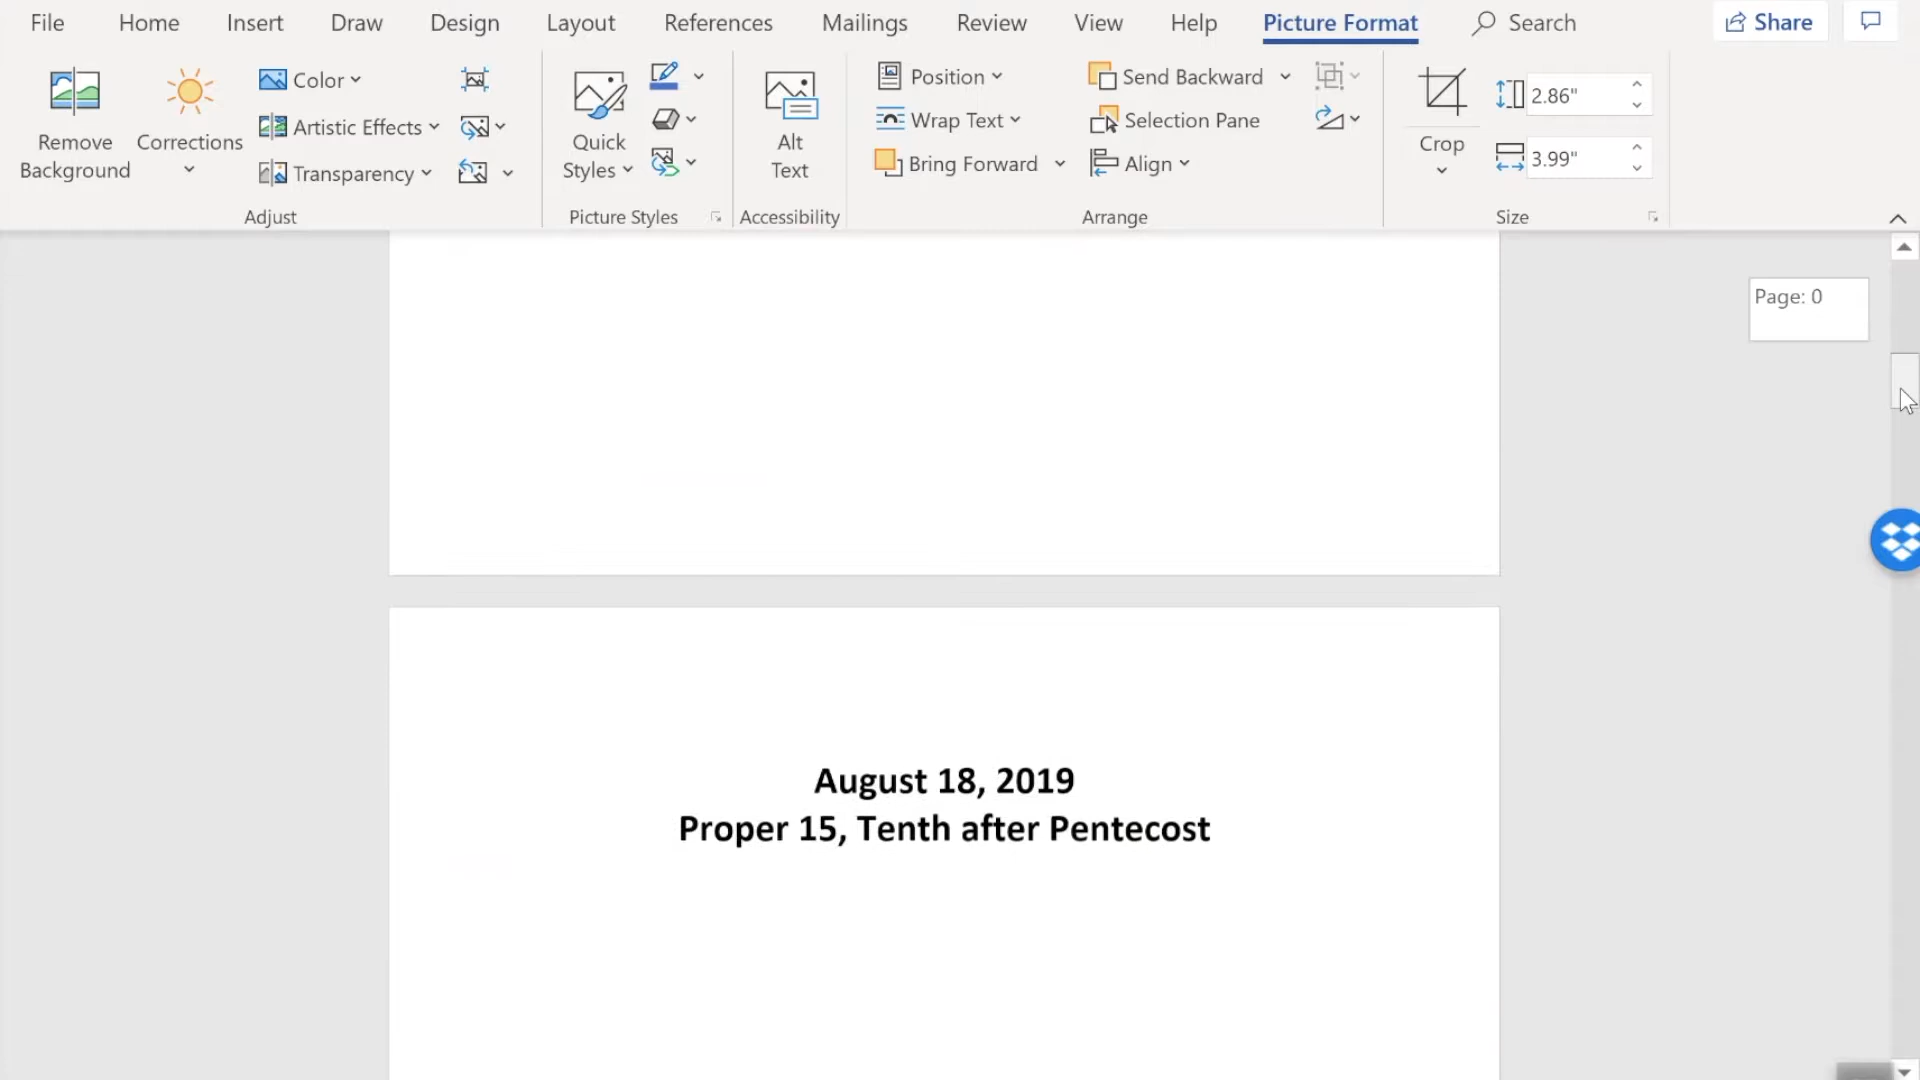 File Home Insert Draw Design Layout References Mailings Review View Help Picture Format Search Share
Remove Background
Corrections
Color
Artistic Effects
Transparency
Adjust
Quick Styles
Picture Styles
Alt Text
Accessibility
Position
Wrap Text
Bring Forward
Send Backward
Selection Pane
Align
Arrange
Crop
2.86"
3.99"
Size
Page: 0
August 18, 2019
Proper 15, Tenth after Pentecost